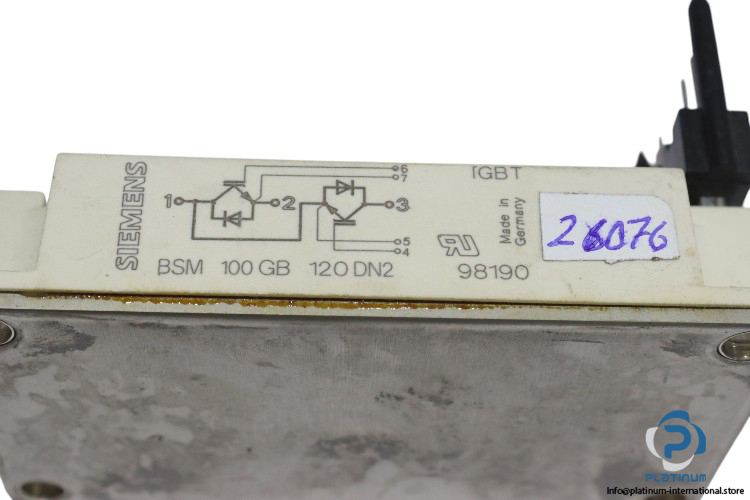 SIEMENS
1
2
3
6
7
5
4
IGBT
BSM 100 GB 120 DN2
Made in
Germany
98190
26076
PLATINUM
Info@platinum-international.store